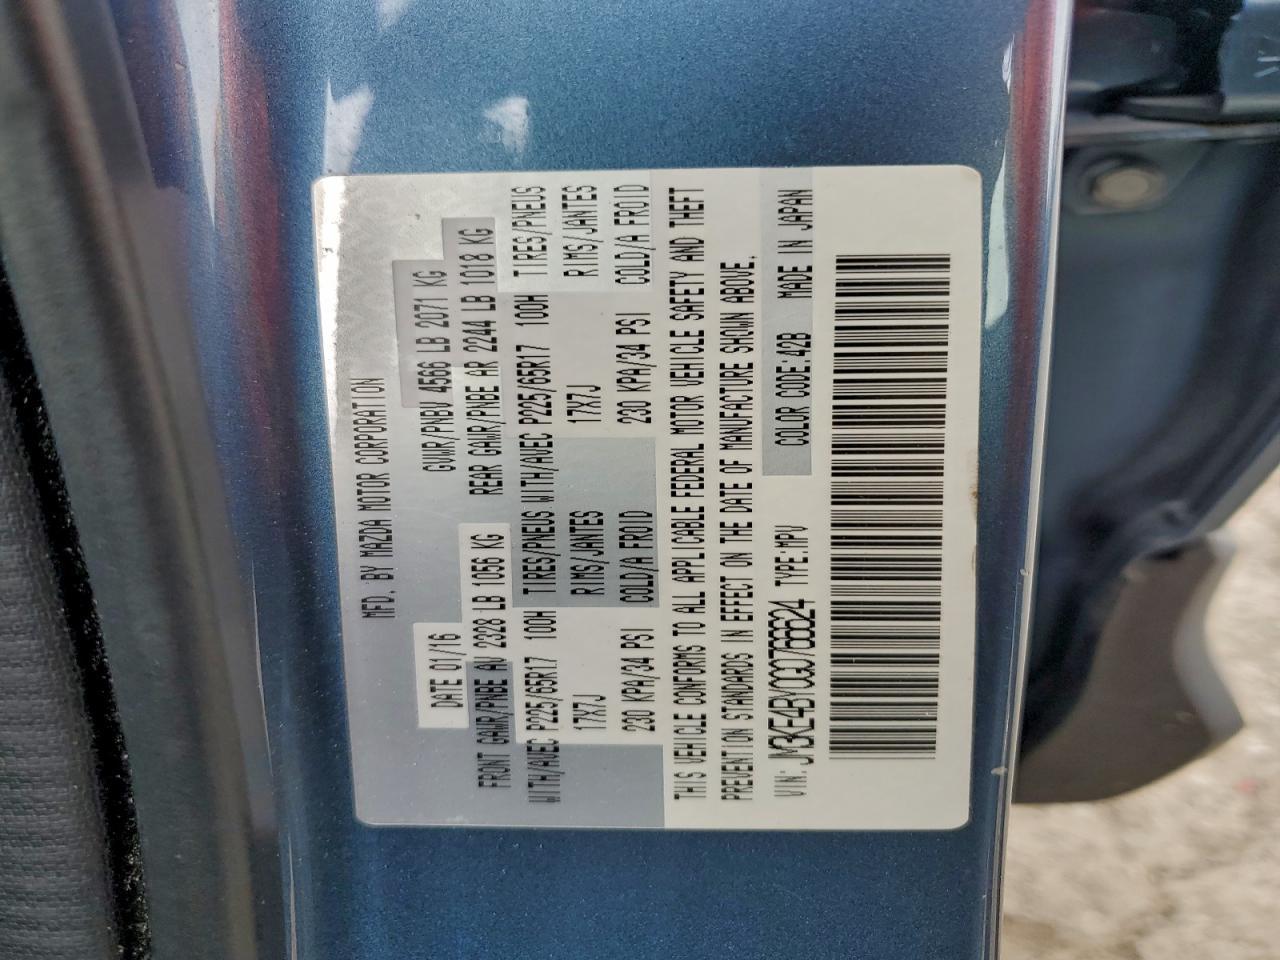 MFD. BY MAZDA MOTOR CORPORATION
DATE 01/16 GVWR/PNBV 4566 LB 2071 KG
FRONT GAWR/PNBE AV 2328 LB 1056 KG REAR GAWR/PNBE AR 2244 LB 1018 KG
WITH/AVEC P225/65R17 100H TIRES/PNEUS WITH/AVEC P225/65R17 100H TIRES/PNEUS
17X7J RIMS/JANTES 17X7J RIMS/JANTES
230 KPA/34 PSI COLD/A FROID 230 KPA/34 PSI COLD/A FROID
THIS VEHICLE CONFORMS TO ALL APPLICABLE FEDERAL MOTOR VEHICLE SAFETY AND THEFT
PREVENTION STANDARDS IN EFFECT ON THE DATE OF MANUFACTURE SHOWN ABOVE.
VIN: JM3KE4BY0G0766624 TYPE:MPV COLOR CODE:42B MADE IN JAPAN